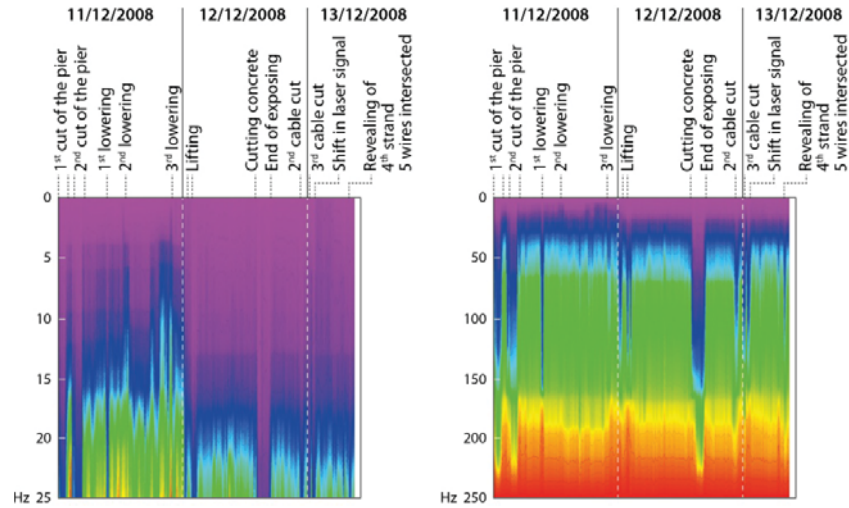 11/12/2008 12/12/2008 13/12/2008
1st cut of the pier
2nd cut of the pier
1st lowering
2nd lowering
3rd lowering
Lifting
Cutting concrete
End of exposing
2nd cable cut
3rd cable cut
Shift in laser signal
Revealing of
4th strand
5 wires intersected
0
5
10
15
20
Hz 25
11/12/2008 12/12/2008 13/12/2008
1st cut of the pier
2nd cut of the pier
1st lowering
2nd lowering
3rd lowering
Lifting
Cutting concrete
End of exposing
2nd cable cut
3rd cable cut
Shift in laser signal
Revealing of
4th strand
5 wires intersected
0
50
100
150
200
Hz 250